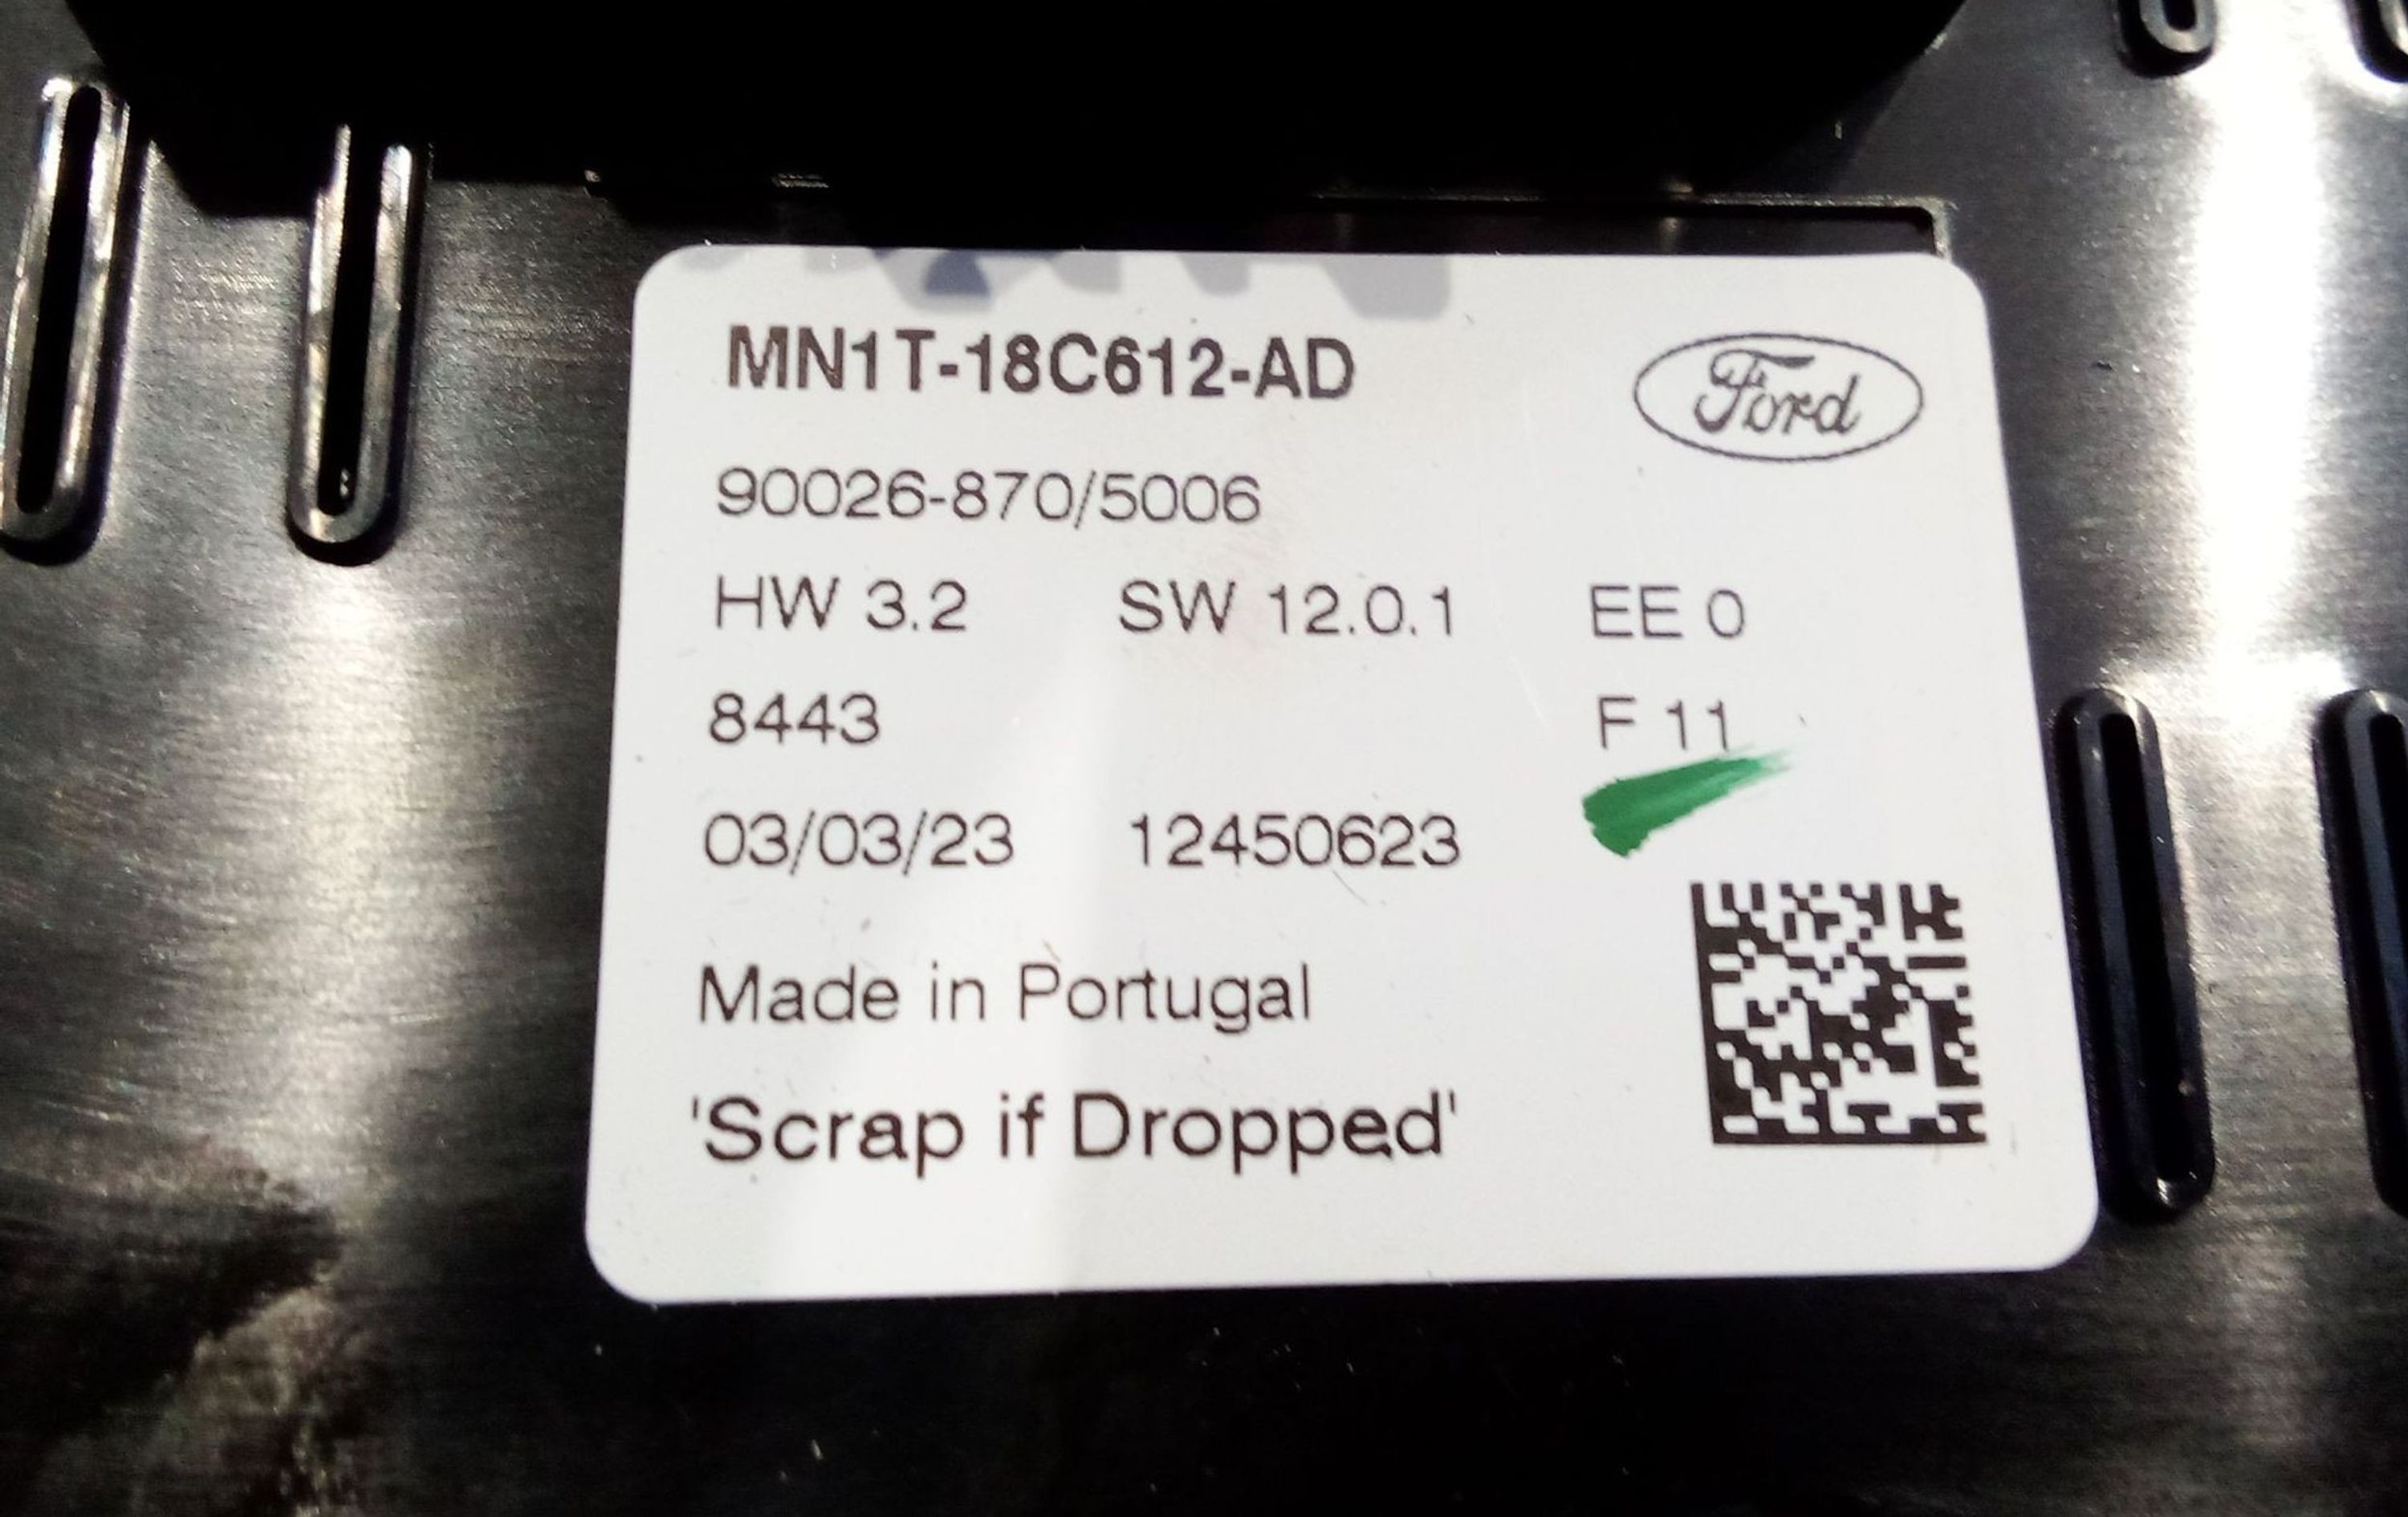 MN1T-18C612-AD
Ford
90026-870/5006
HW 3.2 SW 12.0.1 EE 0
8443 F 11
03/03/23 12450623
Made in Portugal
'Scrap if Dropped'